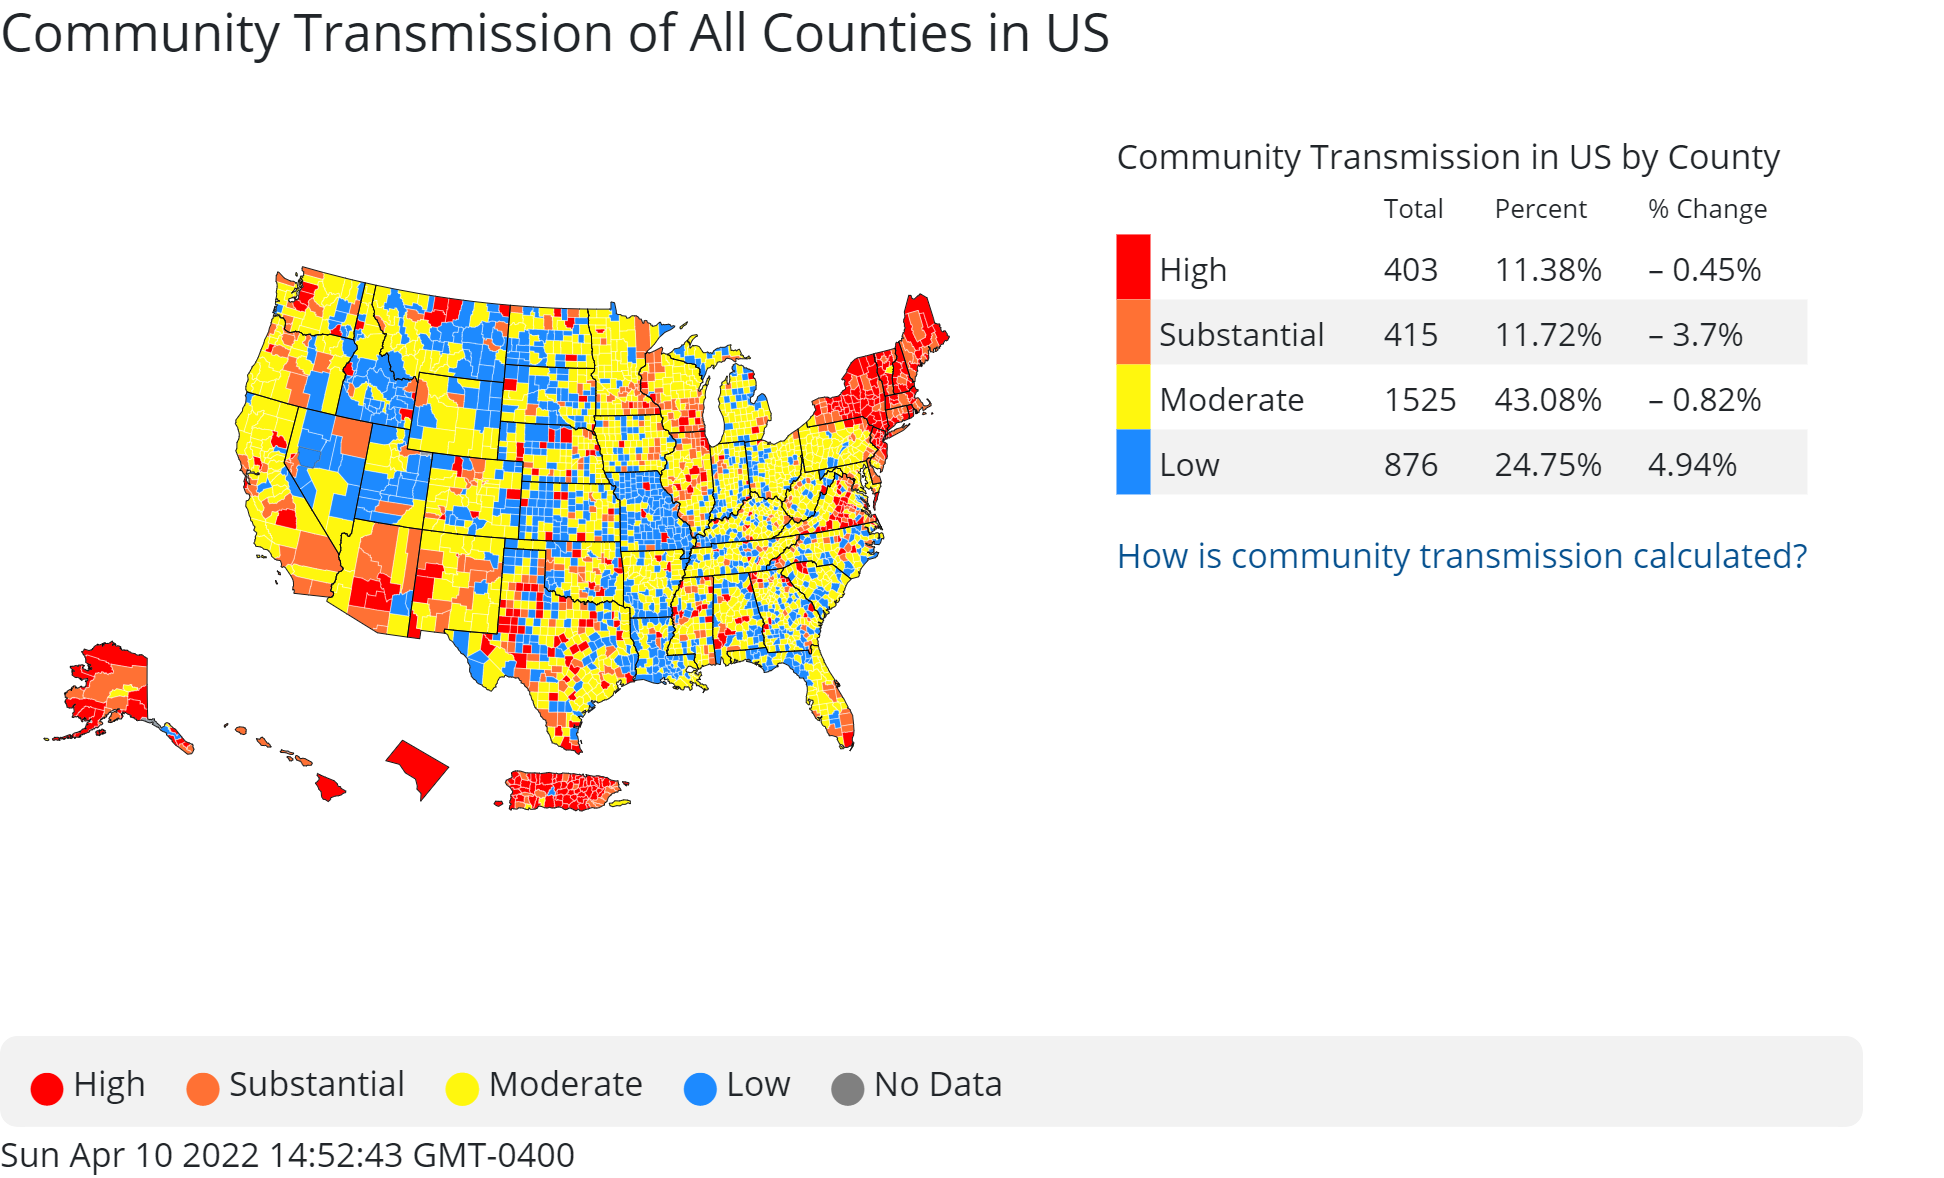 Community Transmission of All Counties in US
Community Transmission in US by County
Total Percent % Change
High 403 11.38% – 0.45%
Substantial 415 11.72% – 3.7%
Moderate 1525 43.08% – 0.82%
Low 876 24.75% 4.94%
How is community transmission calculated?
High Substantial Moderate Low No Data
Sun Apr 10 2022 14:52:43 GMT-0400